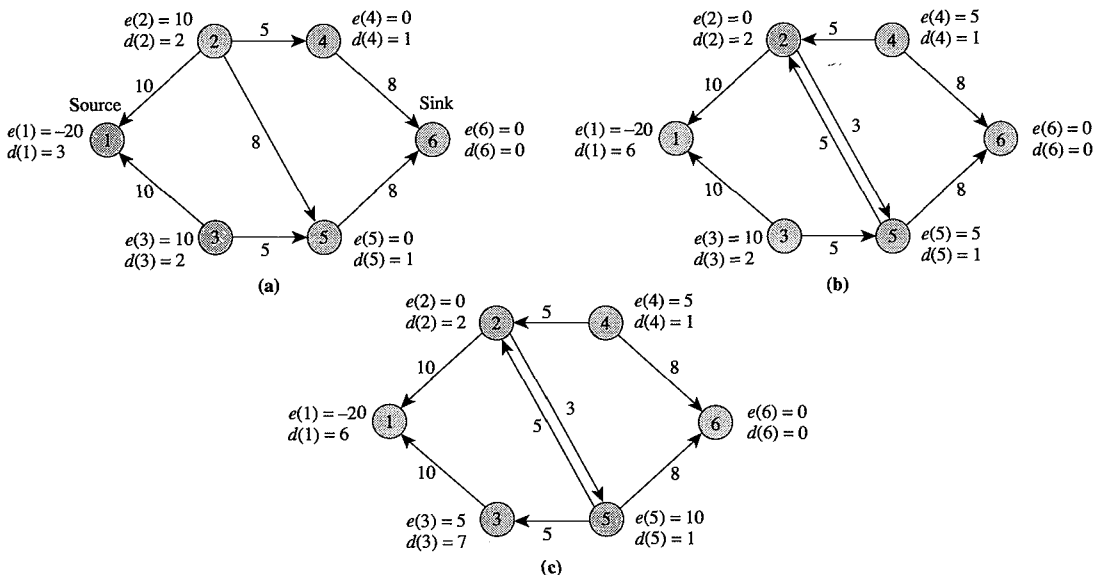 e(2) = 10
d(2) = 2
2
5
4
e(4) = 0
d(4) = 1
10
8
8
Source
Sink
e(1) = –20
d(1) = 3
1
6
e(6) = 0
d(6) = 0
10
8
e(3) = 10
d(3) = 2
3
5
5
e(5) = 0
d(5) = 1
(a)
e(2) = 0
d(2) = 2
2
5
4
e(4) = 5
d(4) = 1
10
8
3
5
e(1) = –20
d(1) = 6
1
6
e(6) = 0
d(6) = 0
10
8
e(3) = 10
d(3) = 2
3
5
5
e(5) = 5
d(5) = 1
(b)
e(2) = 0
d(2) = 2
2
5
4
e(4) = 5
d(4) = 1
10
8
3
5
e(1) = –20
d(1) = 6
1
6
e(6) = 0
d(6) = 0
10
8
e(3) = 5
d(3) = 7
3
5
5
e(5) = 10
d(5) = 1
(c)